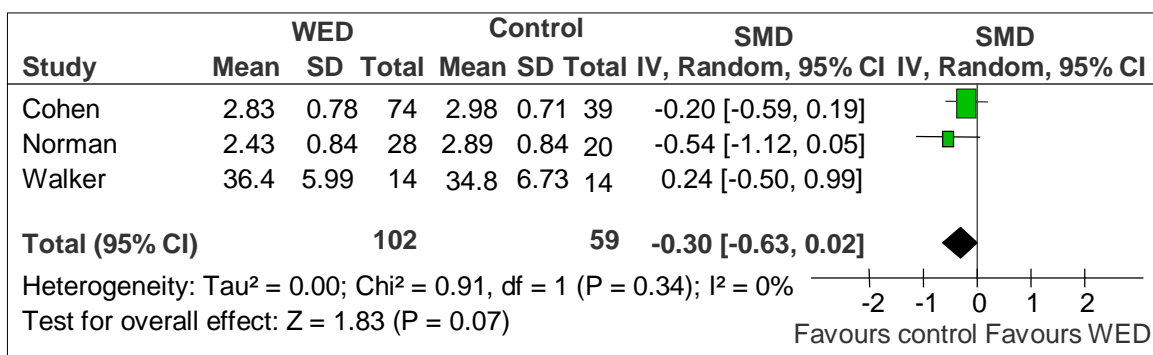 WED Control SMD SMD
Study Mean SD Total Mean SD Total IV, Random, 95% CI IV, Random, 95% CI
Cohen 2.83 0.78 74 2.98 0.71 39 -0.20 [-0.59, 0.19]
Norman 2.43 0.84 28 2.89 0.84 20 -0.54 [-1.12, 0.05]
Walker 36.4 5.99 14 34.8 6.73 14 0.24 [-0.50, 0.99]
Total (95% CI) 102 59 -0.30 [-0.63, 0.02]
Heterogeneity: Tau² = 0.00; Chi² = 0.91, df = 1 (P = 0.34); I² = 0%
Test for overall effect: Z = 1.83 (P = 0.07)
-2 -1 0 1 2
Favours control Favours WED